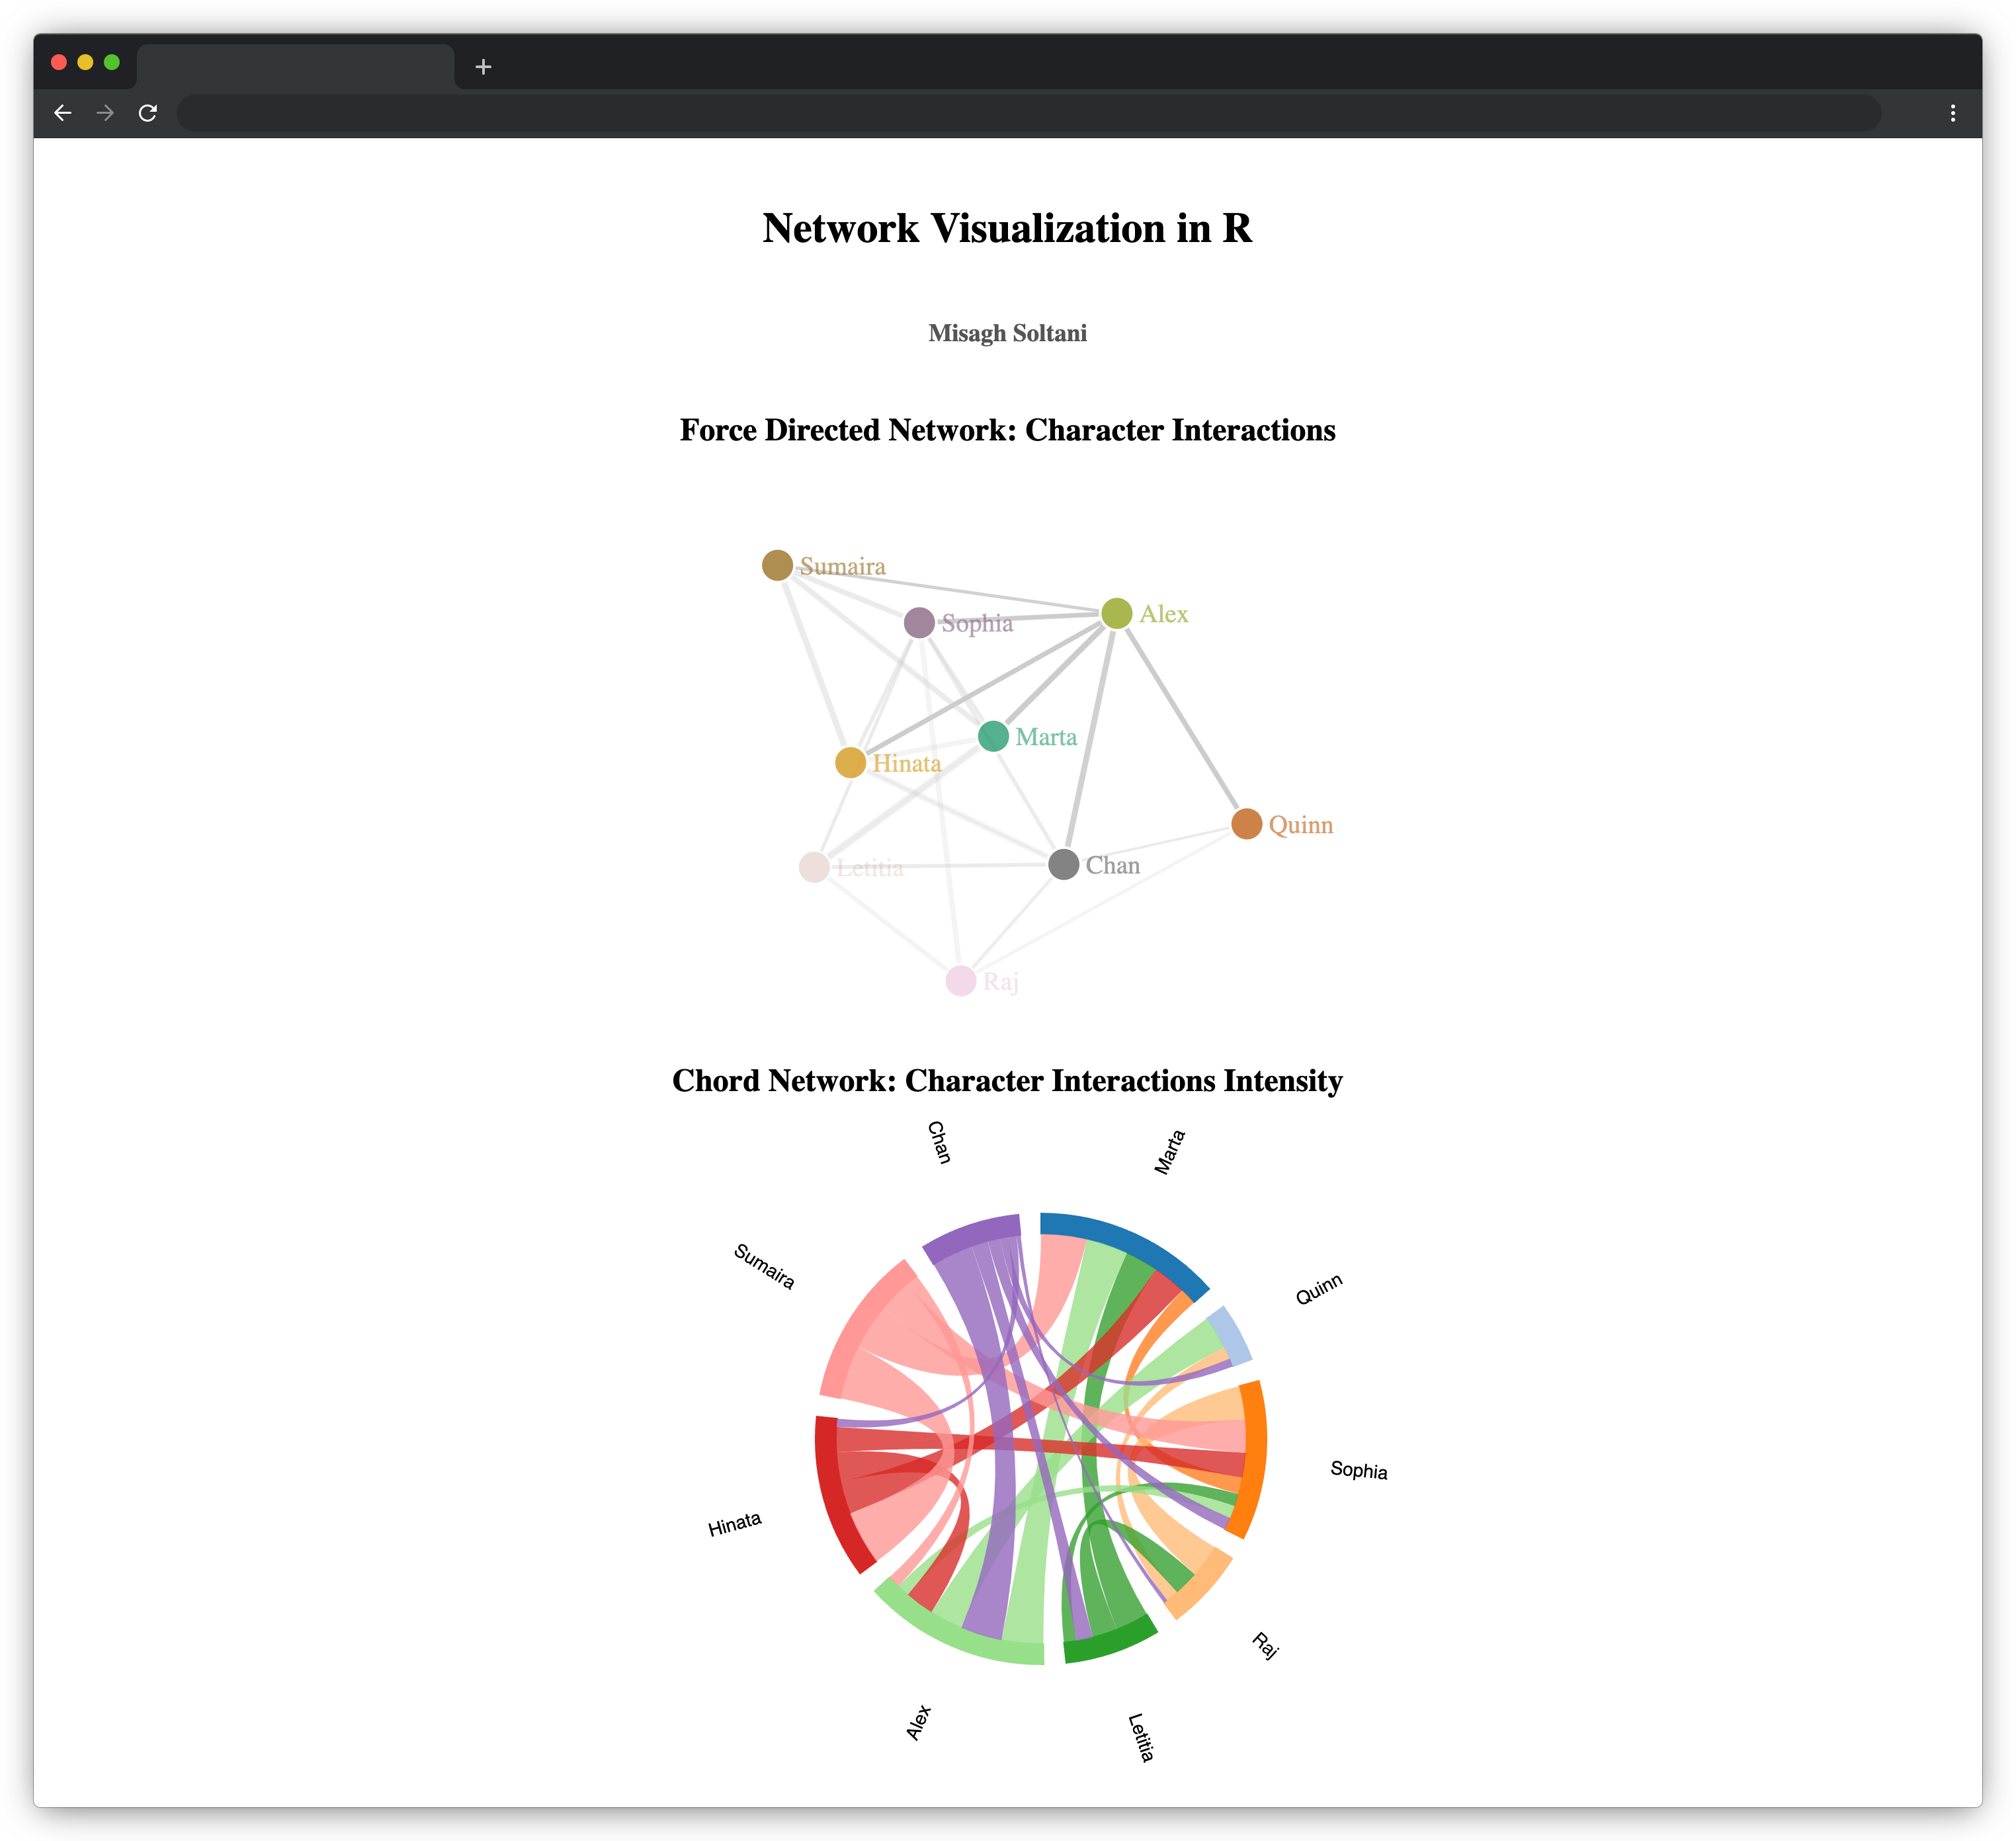 Network Visualization in R
Misagh Soltani
Force Directed Network: Character Interactions
Sumaira
Alex
Sophia
Marta
Hinata
Quinn
Chan
Letitia
Raj
Chord Network: Character Interactions Intensity
Chan
Marta
Sumaira
Quinn
Sophia
Hinata
Raj
Alex
Letitia